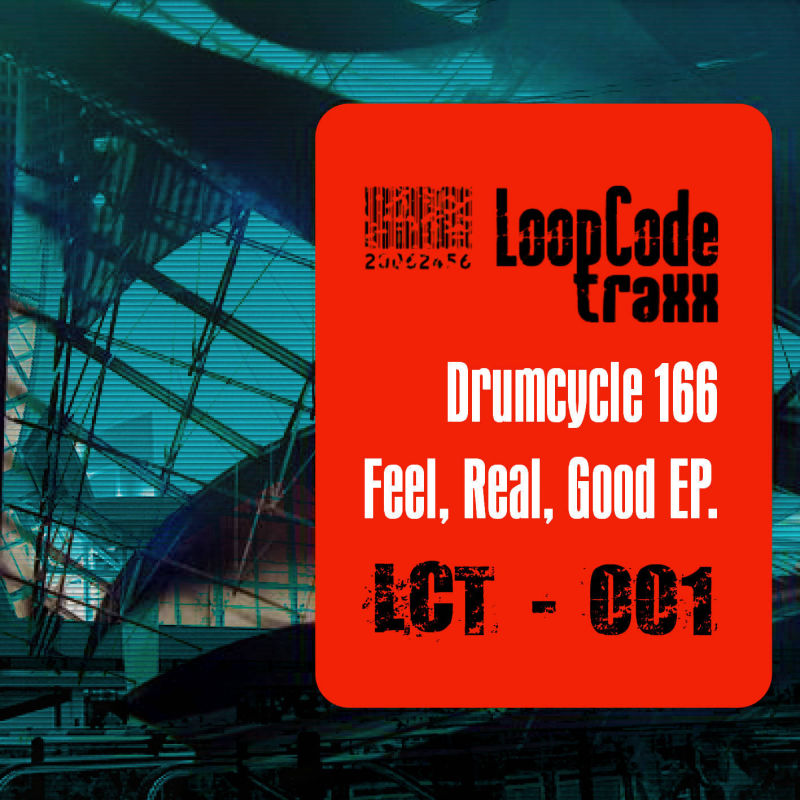 20062456
LoopCode
traxx
Drumcycle 166
Feel, Real, Good EP.
LCT - 001